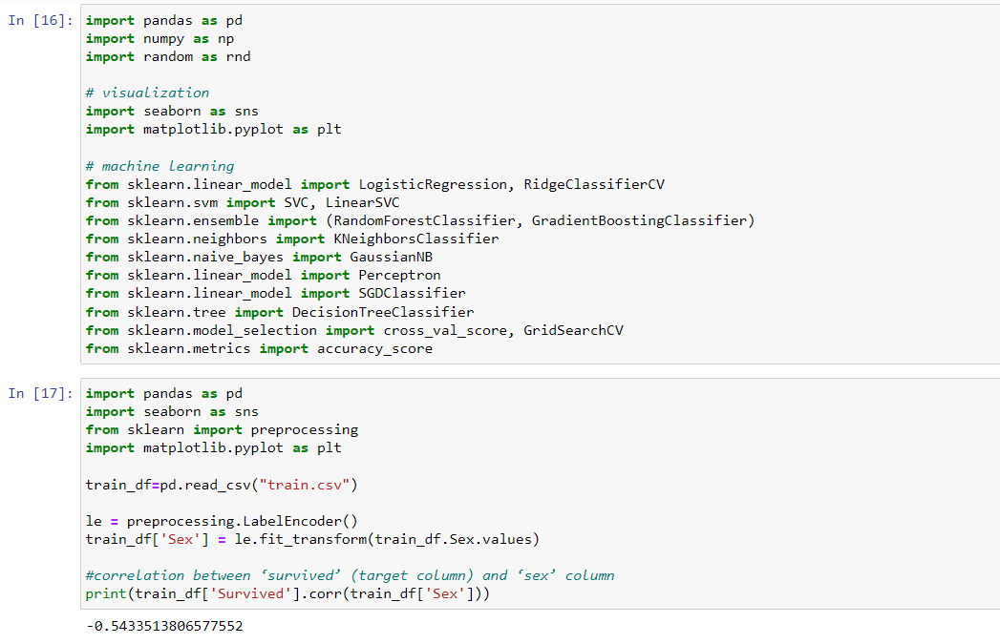 In [16]: import pandas as pd
import numpy as np
import random as rnd
# visualization
import seaborn as sns
import matplotlib.pyplot as plt
# machine learning
from sklearn.linear_model import LogisticRegression, RidgeClassifierCV
from sklearn.svm import SVC, LinearSVC
from sklearn.ensemble import (RandomForestClassifier, GradientBoostingClassifier)
from sklearn.neighbors import KNeighborsClassifier
from sklearn.naive_bayes import GaussianNB
from sklearn.linear_model import Perceptron
from sklearn.linear_model import SGDClassifier
from sklearn.tree import DecisionTreeClassifier
from sklearn.model_selection import cross_val_score, GridSearchCV
from sklearn.metrics import accuracy_score
In [17]: import pandas as pd
import seaborn as sns
from sklearn import preprocessing
import matplotlib.pyplot as plt
train_df=pd.read_csv("train.csv")
le = preprocessing.LabelEncoder()
train_df['Sex'] = le.fit_transform(train_df.Sex.values)
#correlation between ‘survived’ (target column) and ‘sex’ column
print(train_df['Survived'].corr(train_df['Sex']))
-0.5433513806577552